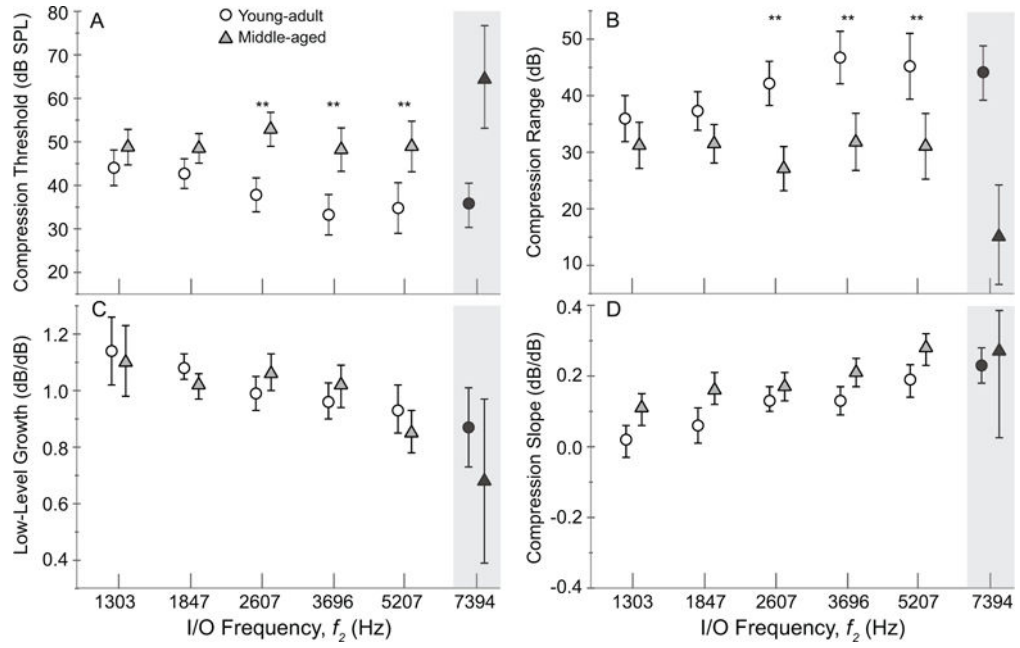 A
Young-adult
Middle-aged
Compression Threshold (dB SPL)
80
70
60
50
40
30
20
** ** **
B
Compression Range (dB)
50
40
30
20
10
** ** **
C
Low-Level Growth (dB/dB)
1.2
1.0
0.8
0.6
0.4
1303 1847 2607 3696 5207 7394
I/O Frequency, f2 (Hz)
D
Compression Slope (dB/dB)
0.4
0.2
0.0
-0.2
-0.4
1303 1847 2607 3696 5207 7394
I/O Frequency, f2 (Hz)